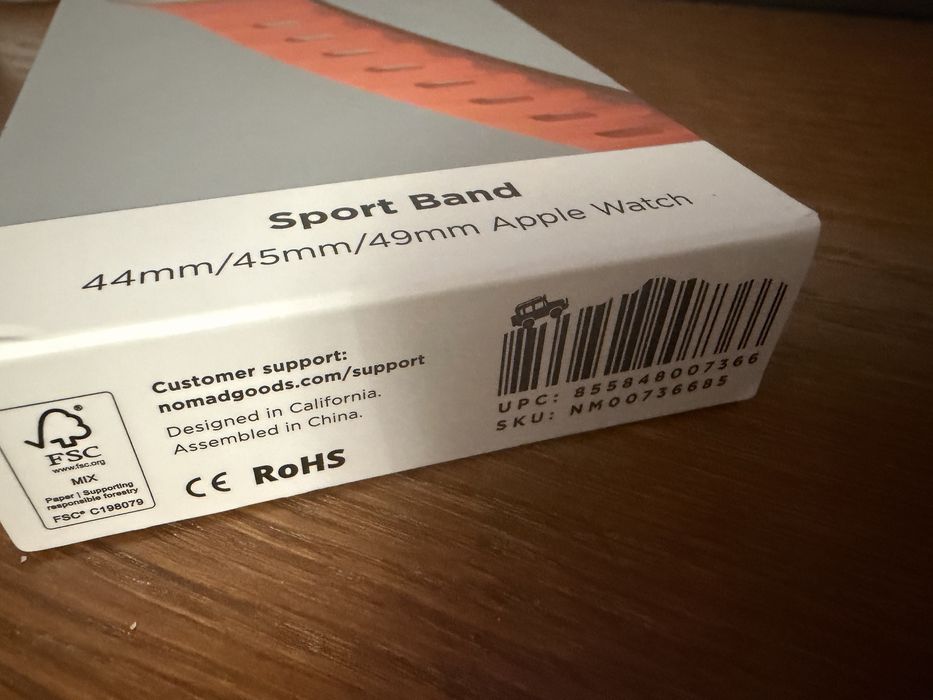 Sport Band
44mm/45mm/49mm Apple Watch
Customer support:
nomadgoods.com/support
Designed in California.
Assembled in China.
CE RoHS
FSC
www.fsc.org
MIX
Paper | Supporting
responsible forestry
FSC® C198079
UPC: 855848007366
SKU: NM00736685